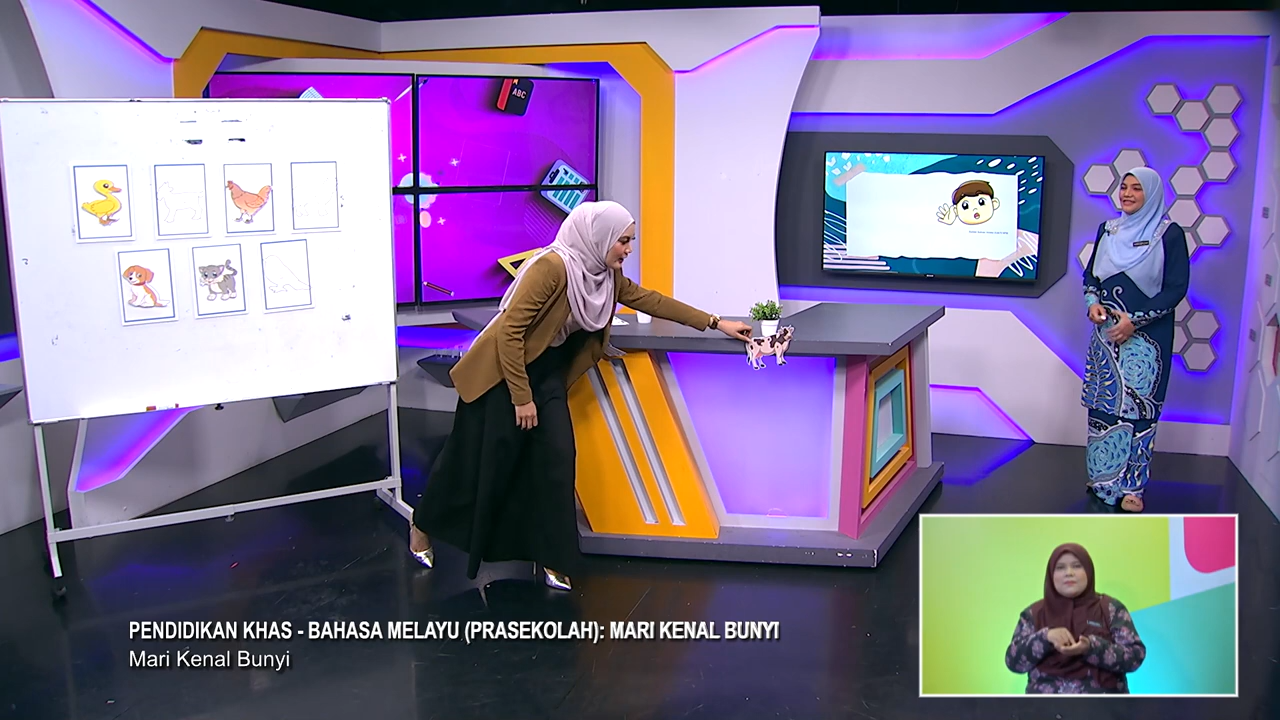 ABC
PENDIDIKAN KHAS - BAHASA MELAYU (PRASEKOLAH): MARI KENAL BUNYI
Mari Kenal Bunyi